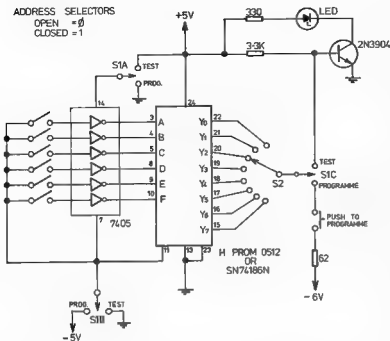 ADDRESS SELECTORS
OPEN =Ø
CLOSED =1
+5V
S1A
TEST
PROG.
330
LED
3·3K
2N3904
14
24
3
A
4
B
5
C
8
D
9
E
10
F
7405
7
Y0
22
Y1
21
Y2
20
Y3
19
Y4
18
Y5
17
Y6
16
Y7
15
11
13
23
H PROM 0512
OR
SN74186N
S2
TEST
S1C
PROGRAMME
PUSH TO
PROGRAMME
62
-6V
PROG.
TEST
-5V